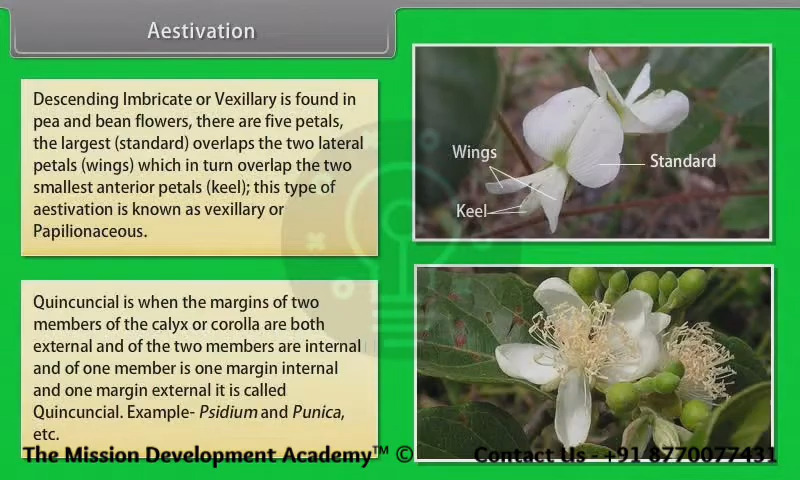 Aestivation
Descending Imbricate or Vexillary is found in
pea and bean flowers, there are five petals,
the largest (standard) overlaps the two lateral
petals (wings) which in turn overlap the two
smallest anterior petals (keel); this type of
aestivation is known as vexillary or
Papilionaceous.
Wings
Standard
Keel
Quincuncial is when the margins of two
members of the calyx or corolla are both
external and of the two members are internal
and of one member is one margin internal
and one margin external it is called
Quincuncial. Example- Psidium and Punica,
etc.
The Mission Development Academy™ ©
Contact Us - +91 8770077431